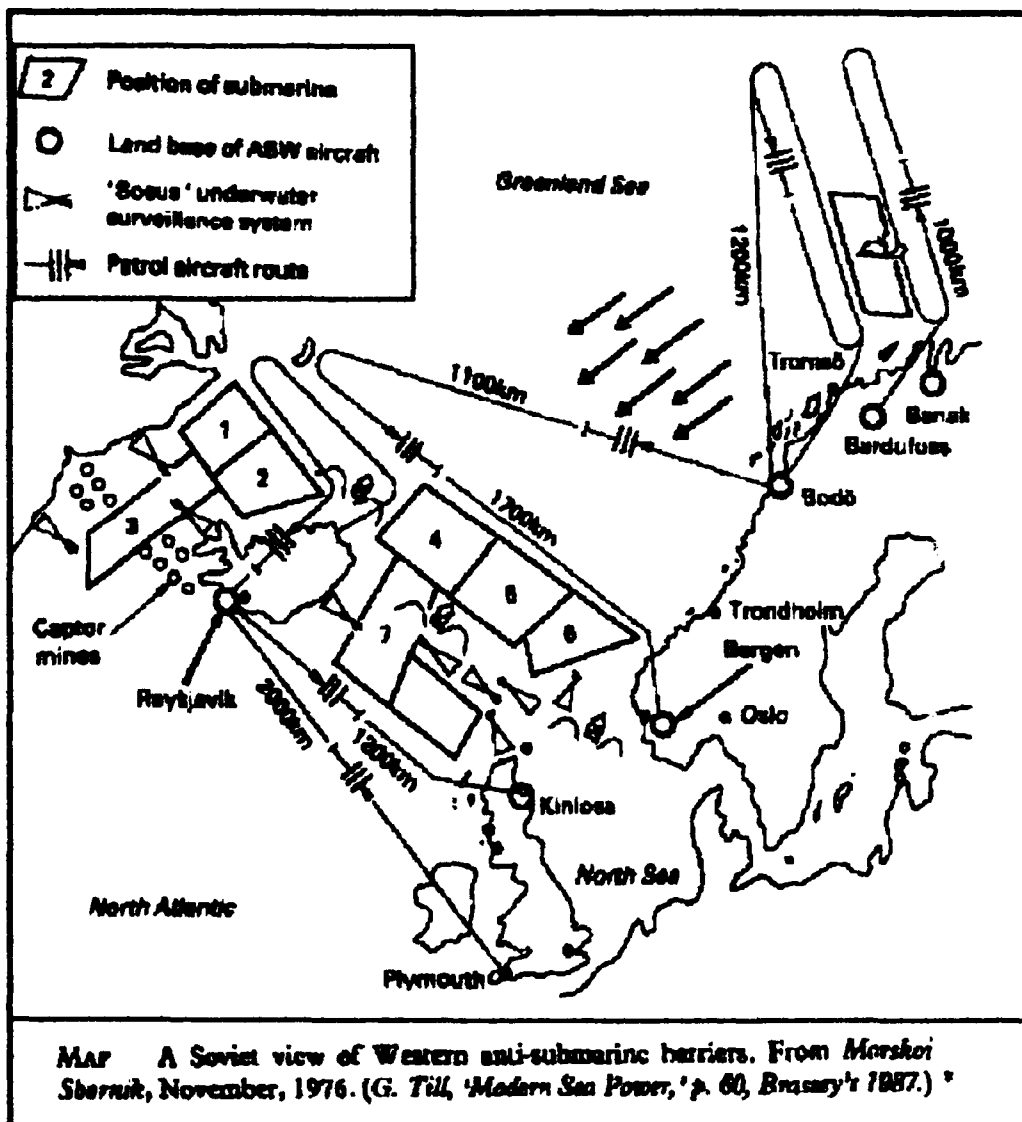 2 Position of submarine
Land base of ASW aircraft
'Sosus' underwater
surveillance system
Patrol aircraft route
Greenland Sea
1200km
1000km
Tromsö
Banak
Bardufoss
Bodö
1100km
1700km
1
2
3
4
5
6
7
Captor
mines
Reykjavik
2000km
1200km
Trondholm
Bergen
Oslo
Kinloss
North Sea
North Atlantic
Plymouth
MAP A Soviet view of Western anti-submarine barriers. From Morskoi
Sbornik, November, 1976. (G. Till, 'Modern Sea Power,' p. 60, Brassey's 1987.) *